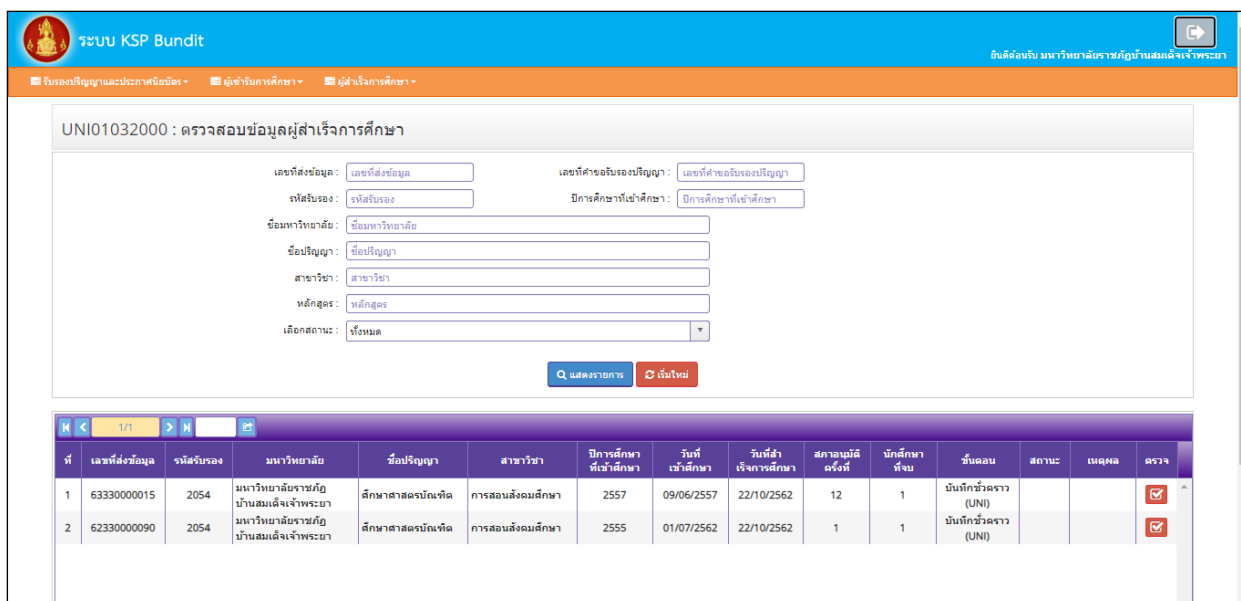 ระบบ KSP Bundit
ยินดีต้อนรับ มหาวิทยาลัยราชภัฏบ้านสมเด็จเจ้าพระยา
รับรองปริญญาและประกาศนียบัตร ผู้เข้ารับการศึกษา ผู้สำเร็จการศึกษา
UNI01032000 : ตรวจสอบข้อมูลผู้สำเร็จการศึกษา
เลขที่ส่งข้อมูล : เลขที่ส่งข้อมูล เลขที่คำขอรับรองปริญญา : เลขที่คำขอรับรองปริญญา
รหัสรับรอง : รหัสรับรอง ปีการศึกษาที่เข้าศึกษา : ปีการศึกษาที่เข้าศึกษา
ชื่อมหาวิทยาลัย : ชื่อมหาวิทยาลัย
ชื่อปริญญา : ชื่อปริญญา
สาขาวิชา : สาขาวิชา
หลักสูตร : หลักสูตร
เลือกสถานะ : ทั้งหมด
แสดงรายการ เริ่มใหม่
1/1
ที่ เลขที่ส่งข้อมูล รหัสรับรอง มหาวิทยาลัย ชื่อปริญญา สาขาวิชา ปีการศึกษา วันที่ วันที่สำ สภาอนุมัติ นักศึกษา ขั้นตอน สถานะ เหตุผล ตรวจ
ที่เข้าศึกษา เข้าศึกษา เร็จการศึกษา ครั้งที่ ที่จบ
1 63330000015 2054 มหาวิทยาลัยราชภัฏ ศึกษาศาสตรบัณฑิต การสอนสังคมศึกษา 2557 09/06/2557 22/10/2562 12 1 บันทึกชั่วคราว
บ้านสมเด็จเจ้าพระยา (UNI)
2 62330000090 2054 มหาวิทยาลัยราชภัฏ ศึกษาศาสตรบัณฑิต การสอนสังคมศึกษา 2555 01/07/2562 22/10/2562 1 1 บันทึกชั่วคราว
บ้านสมเด็จเจ้าพระยา (UNI)